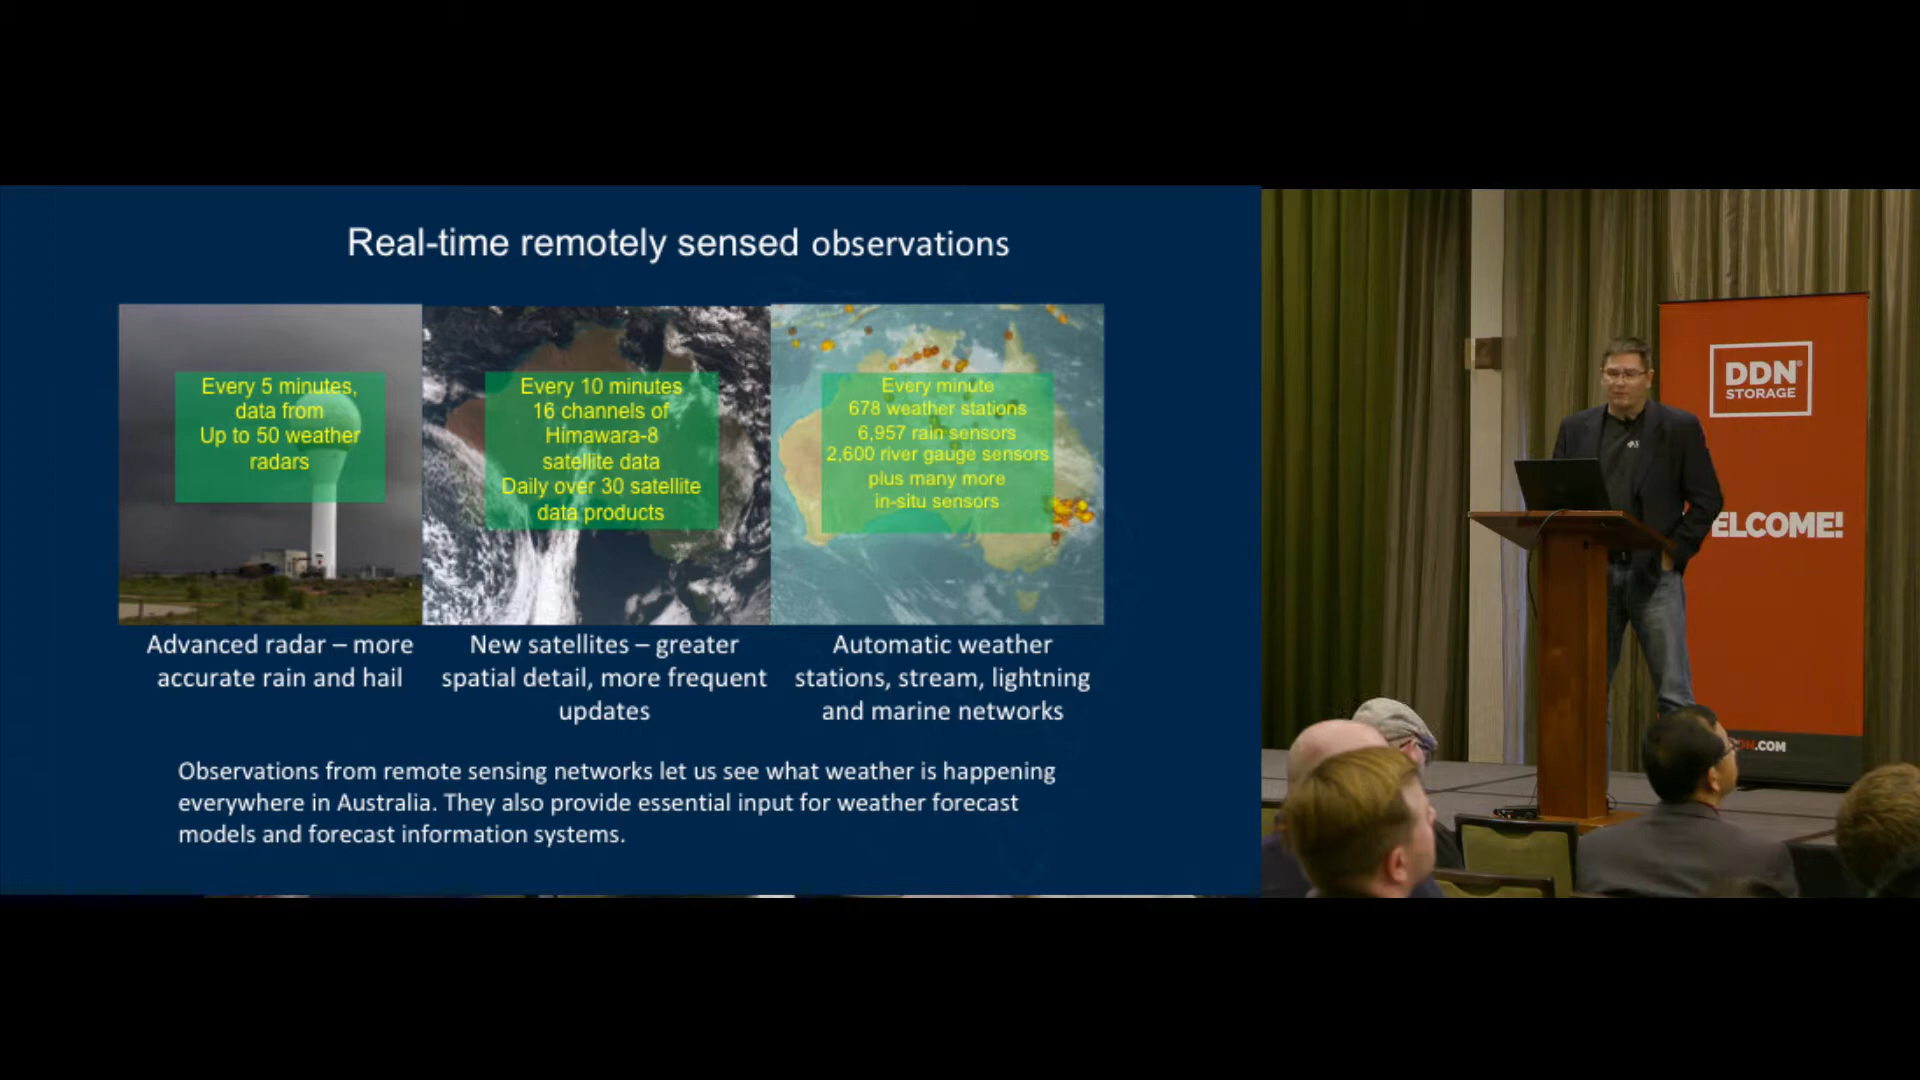 Real-time remotely sensed observations
Every 5 minutes,
data from
Up to 50 weather
radars
Every 10 minutes
16 channels of
Himawara-8
satellite data
Daily over 30 satellite
data products
Every minute
678 weather stations
6,957 rain sensors
2,600 river gauge sensors
plus many more
in-situ sensors
Advanced radar – more
accurate rain and hail
New satellites – greater
spatial detail, more frequent
updates
Automatic weather
stations, stream, lightning
and marine networks
Observations from remote sensing networks let us see what weather is happening
everywhere in Australia. They also provide essential input for weather forecast
models and forecast information systems.
DDN®
STORAGE
ELCOME!
N.COM